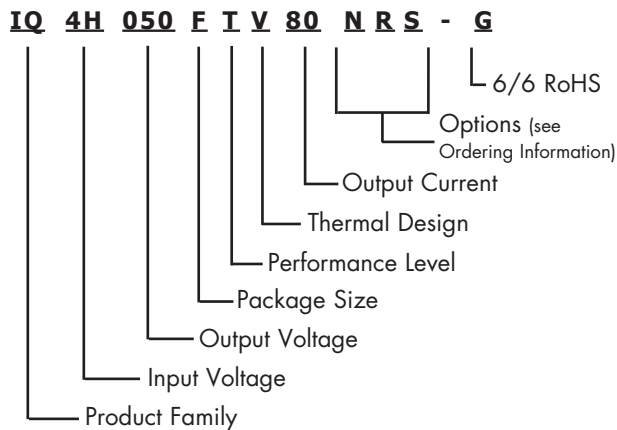 IQ 4H 050 F T V 80 N R S - G
6/6 RoHS
Options (see
Ordering Information)
Output Current
Thermal Design
Performance Level
Package Size
Output Voltage
Input Voltage
Product Family